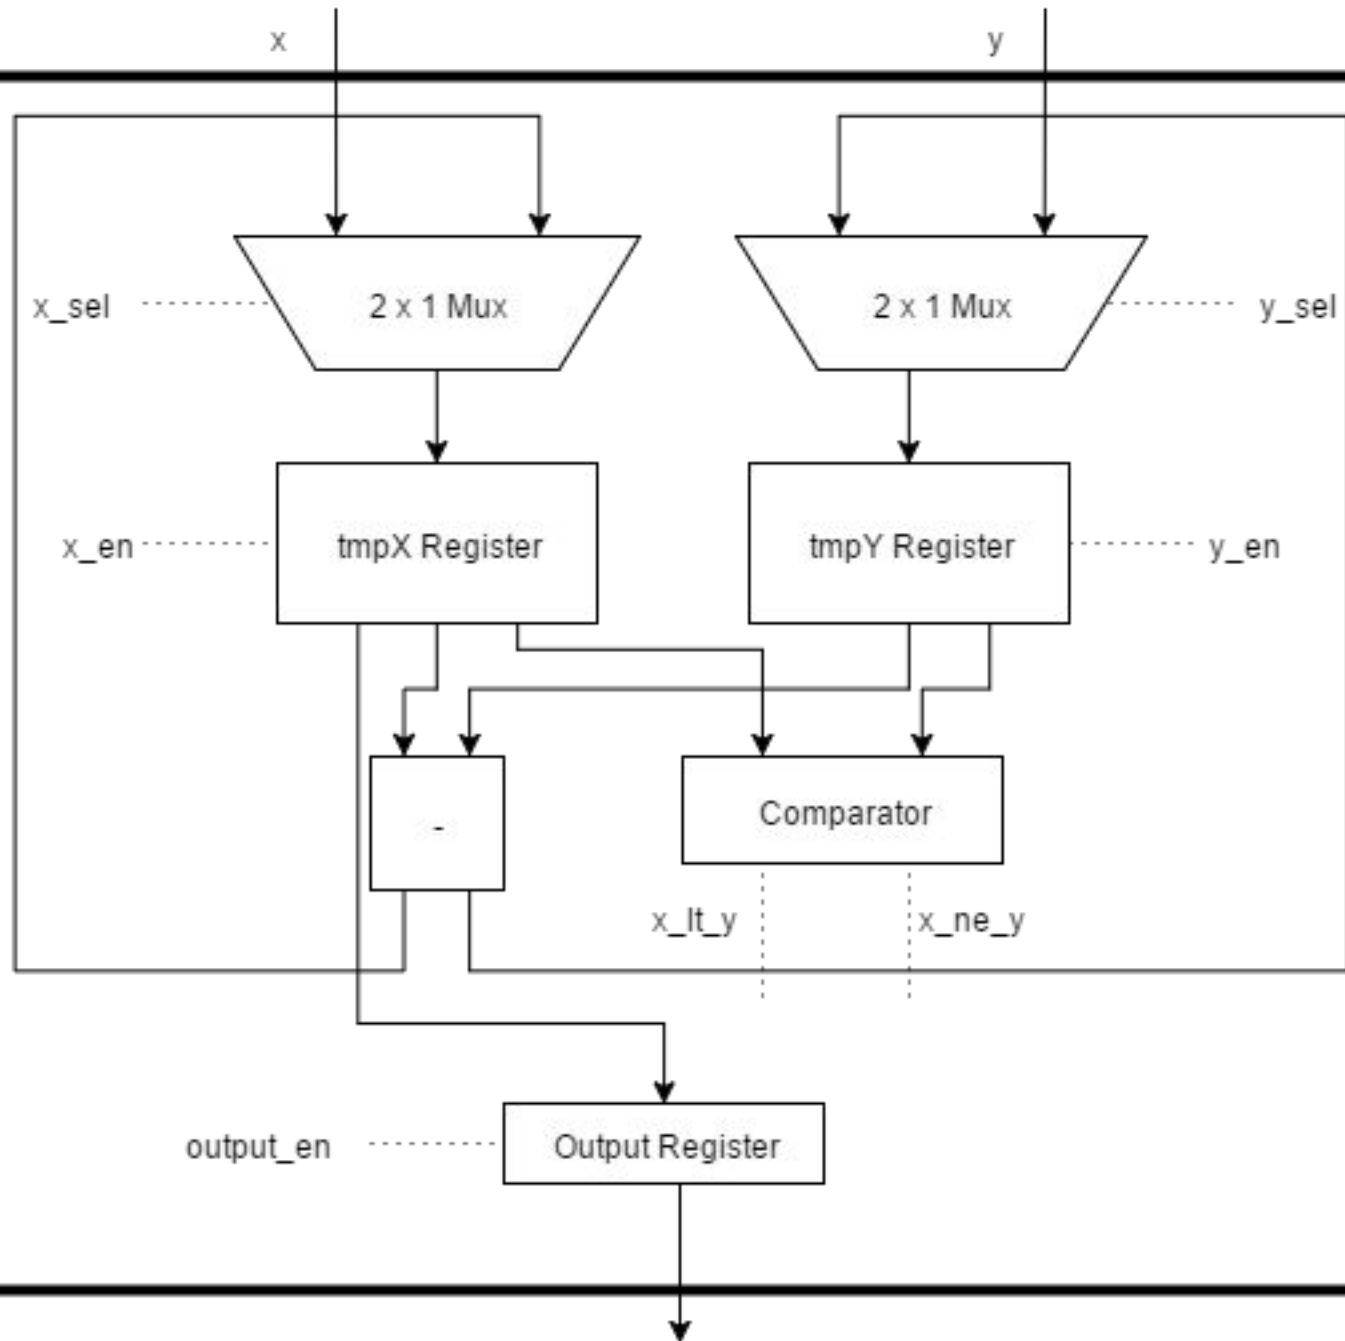 x
y
x_sel
2 x 1 Mux
2 x 1 Mux
y_sel
x_en
tmpX Register
tmpY Register
y_en
-
Comparator
x_lt_y
x_ne_y
output_en
Output Register